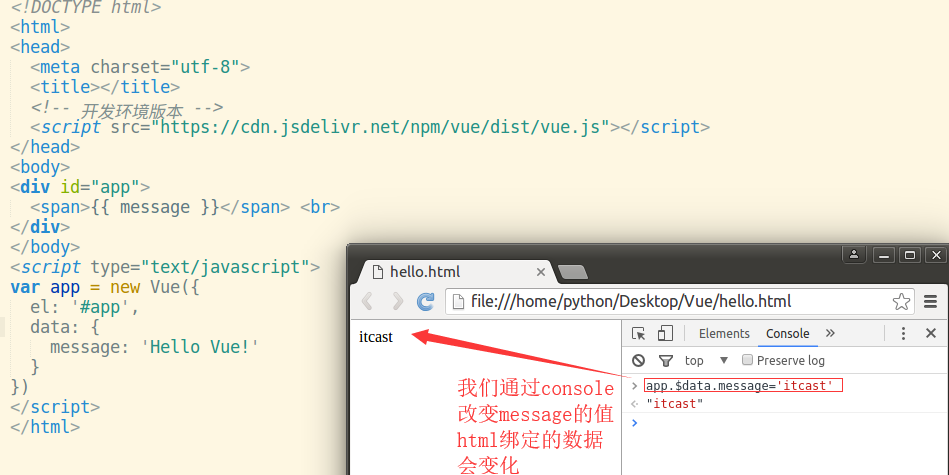 <!DOCTYPE html>
<html>
<head>
<meta charset="utf-8">
<title></title>
<!-- 开发环境版本 -->
<script src="https://cdn.jsdelivr.net/npm/vue/dist/vue.js"></script>
</head>
<body>
<div id="app">
<span>{{ message }}</span> <br>
</div>
</body>
<script type="text/javascript">
var app = new Vue({
el: '#app',
data: {
message: 'Hello Vue!'
}
})
</script>
</html>
hello.html
file:///home/python/Desktop/Vue/hello.html
itcast
Elements Console »
top Preserve log
> app.$data.message='itcast'
"itcast"
>
我们通过console
改变message的值
html绑定的数据
会变化